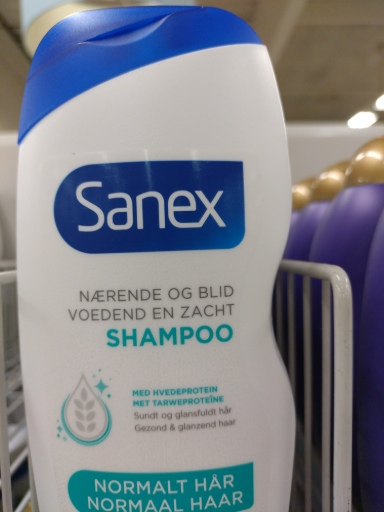 Sanex
NÆRENDE OG BLID
VOEDEND EN ZACHT
SHAMPOO
MED HVEDEPROTEIN
MET TARWEPROTEÏNE
Sundt og glansfuldt hår
Gezond & glanzend haar
NORMALT HÅR
NORMAAL HAAR